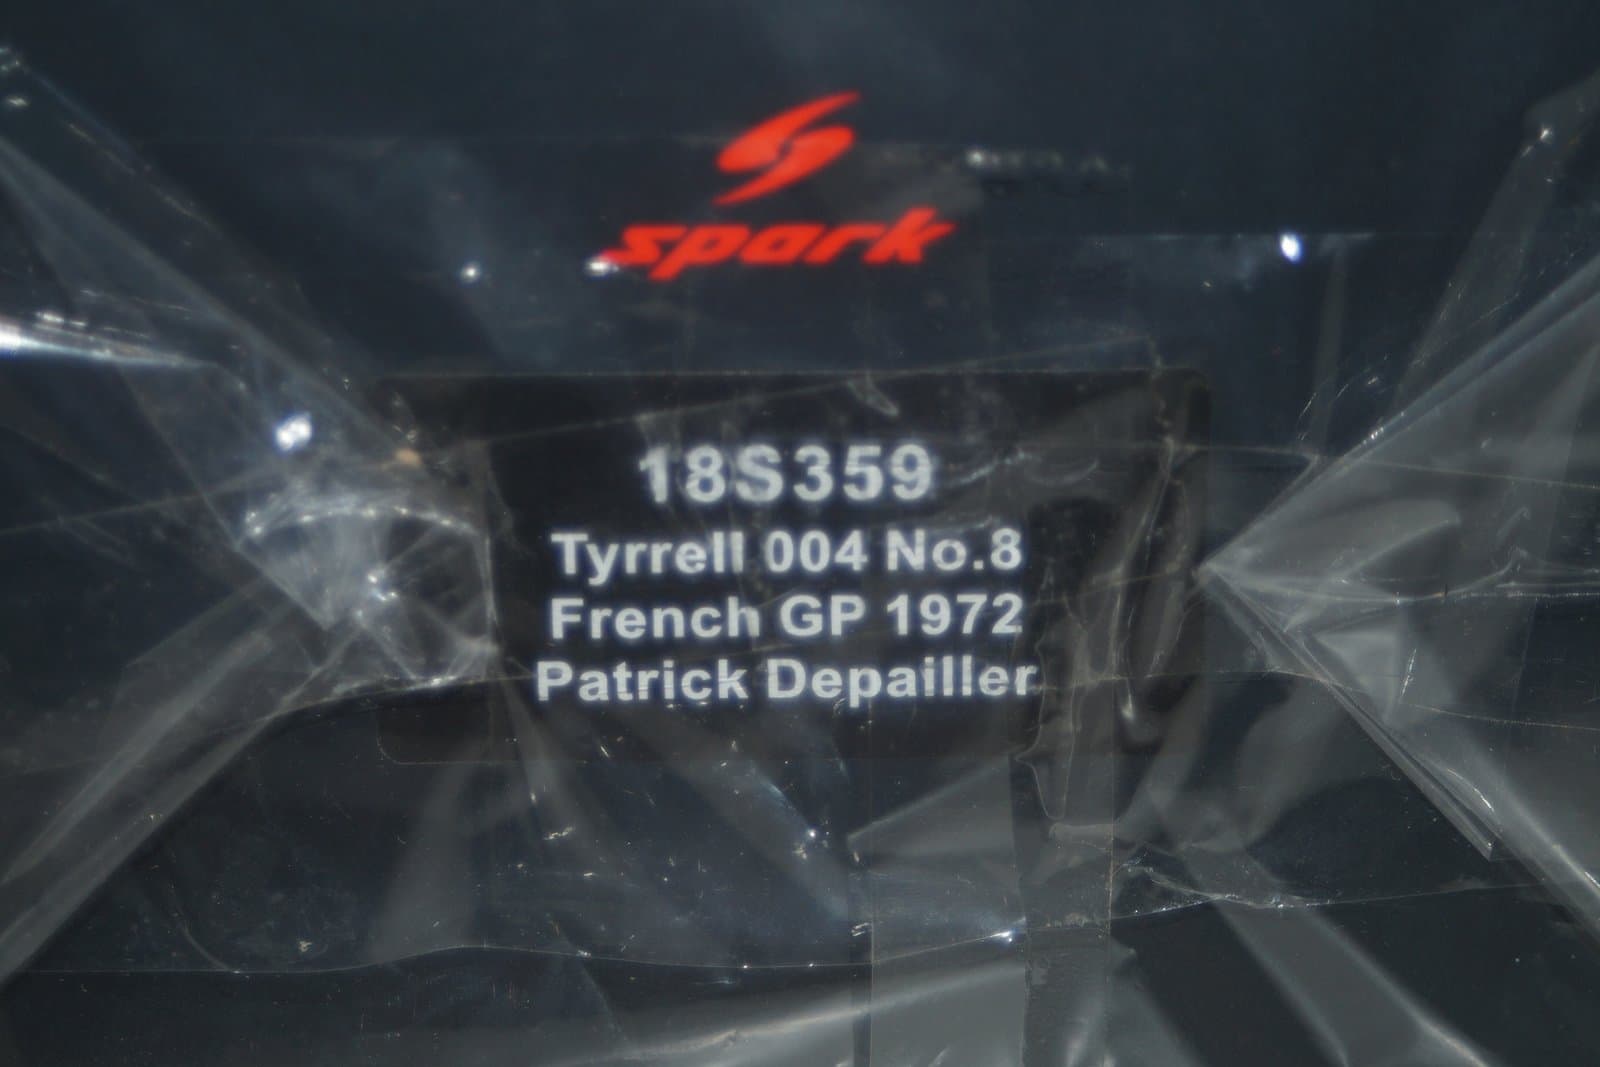 spark
18S359
Tyrrell 004 No.8
French GP 1972
Patrick Depailler